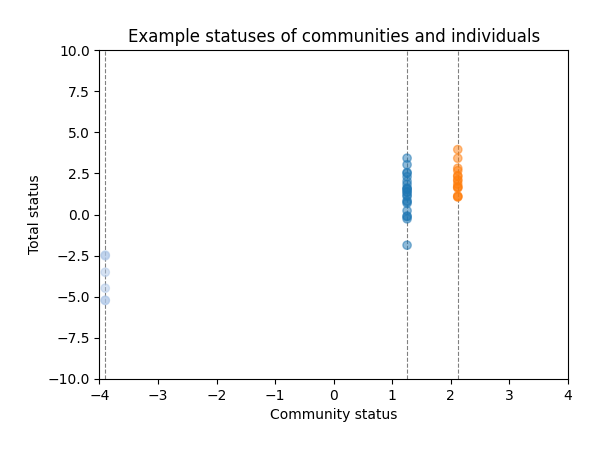 Example statuses of communities and individuals
10.0
7.5
5.0
2.5
0.0
−2.5
−5.0
−7.5
−10.0
Total status
−4 −3 −2 −1 0 1 2 3 4
Community status